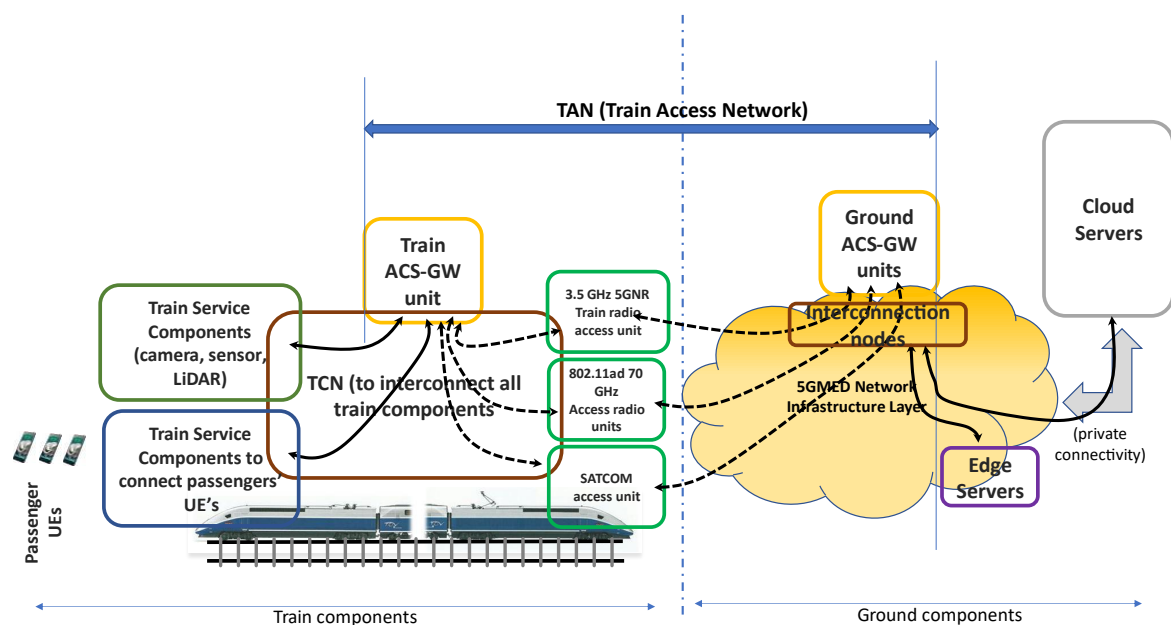 TAN (Train Access Network)
Train
ACS-GW
unit
Ground
ACS-GW
units
Cloud
Servers
Train Service
Components
(camera, sensor,
LiDAR)
3.5 GHz 5GNR
Train radio
access unit
Interconnection
nodes
TCN (to interconnect all
train components
802.11ad 70
GHz
Access radio
units
5GMED Network
Infrastructure Layer
(private
connectivity)
Train Service
Components to
connect passengers’
UE’s
SATCOM
access unit
Edge
Servers
Passenger
UEs
Train components
Ground components